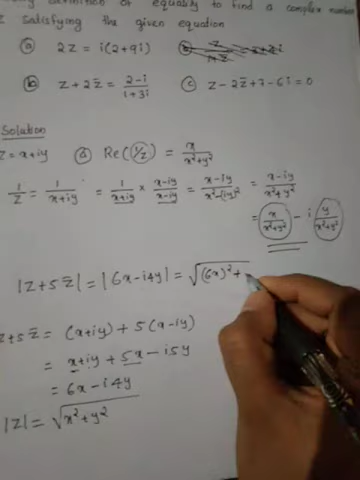 definition of equality to find a complex number
z satisfying the given equation
(a) 2z = i(2+9i)
(b) z + 2z̄ = (2-i)/(1+3i) (c) z - 2z̄ + 7 - 6i = 0
Solution
z = x+iy (a) Re(1/z) = x/(x²+y²)
1/z = 1/(x+iy) = 1/(x+iy) × (x-iy)/(x-iy) = (x-iy)/(x²-(iy)²) = (x-iy)/(x²+y²)
= x/(x²+y²) - i y/(x²+y²)
|z+5z̄| = |6x-i4y| = √(6x)²+
z+5z̄ = (x+iy) + 5(x-iy)
= x+iy + 5x - i5y
= 6x - i4y
|z| = √x²+y²